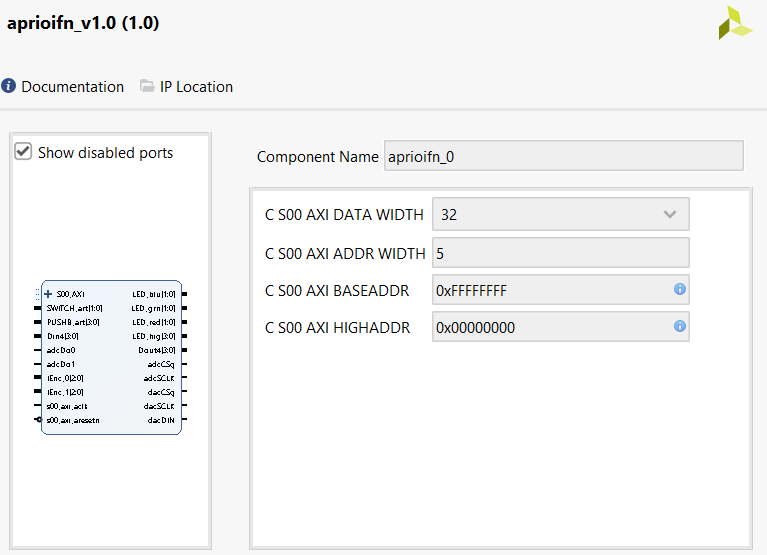 aprioifn_v1.0 (1.0)
Documentation IP Location
Show disabled ports
Component Name aprioifn_0
C S00 AXI DATA WIDTH 32
C S00 AXI ADDR WIDTH 5
C S00 AXI BASEADDR 0xFFFFFFFF
C S00 AXI HIGHADDR 0x00000000
S00_AXI LED_blu[1:0]
SWITCH_art[1:0] LED_grn[1:0]
PUSHB_art[3:0] LED_red[1:0]
Din4[3:0] LED_hig[3:0]
adcDo0 Dout4[3:0]
adcDo1 adcCSq
iEnc_0[2:0] adcSCLK
iEnc_1[2:0] dacCSq
s00_axi_aclk dacSCLK
s00_axi_aresetn dacDIN